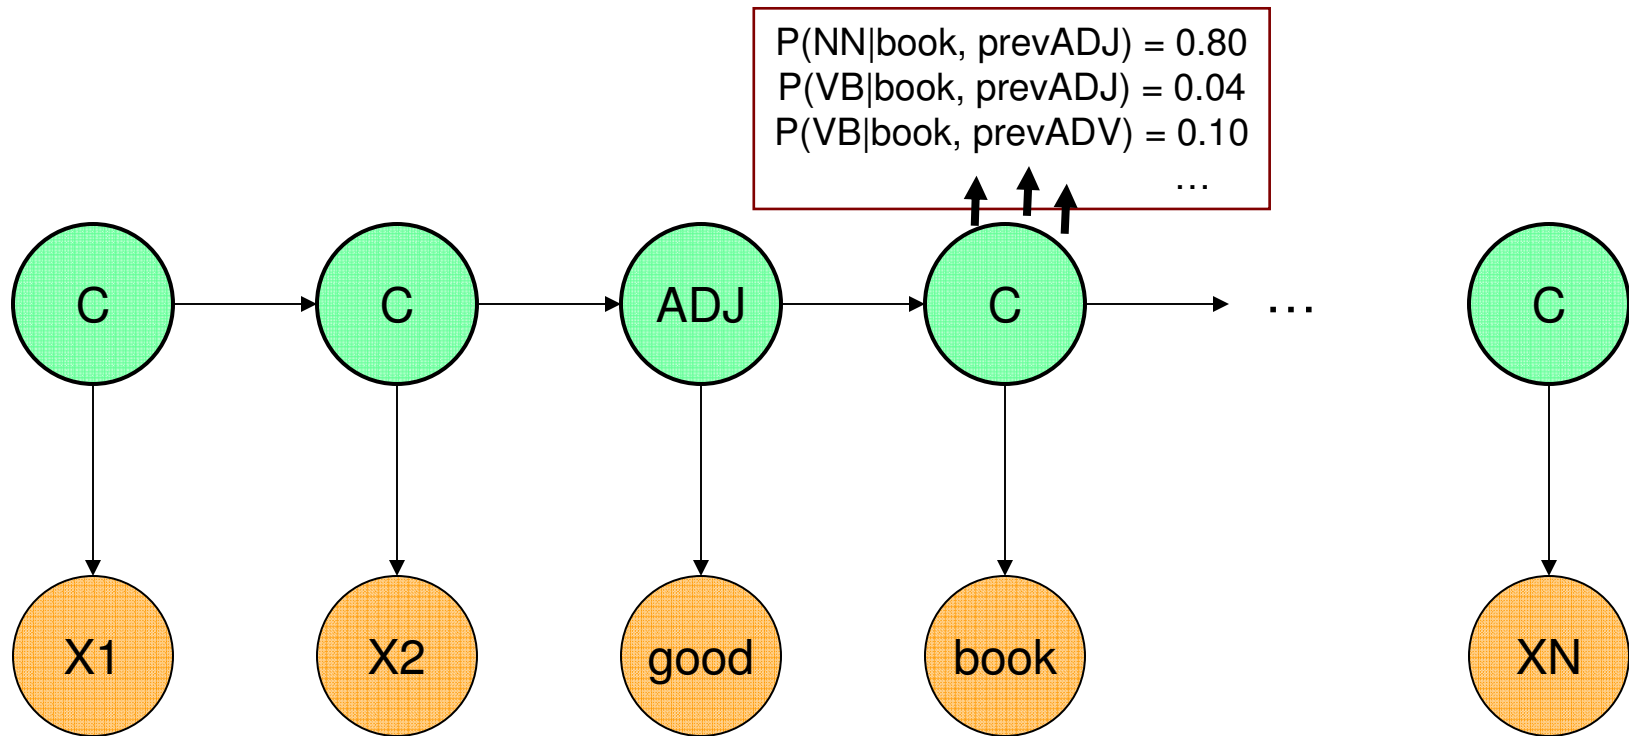 P(NN|book, prevADJ) = 0.80
P(VB|book, prevADJ) = 0.04
P(VB|book, prevADV) = 0.10
...
C C ADJ C ... C
X1 X2 good book XN